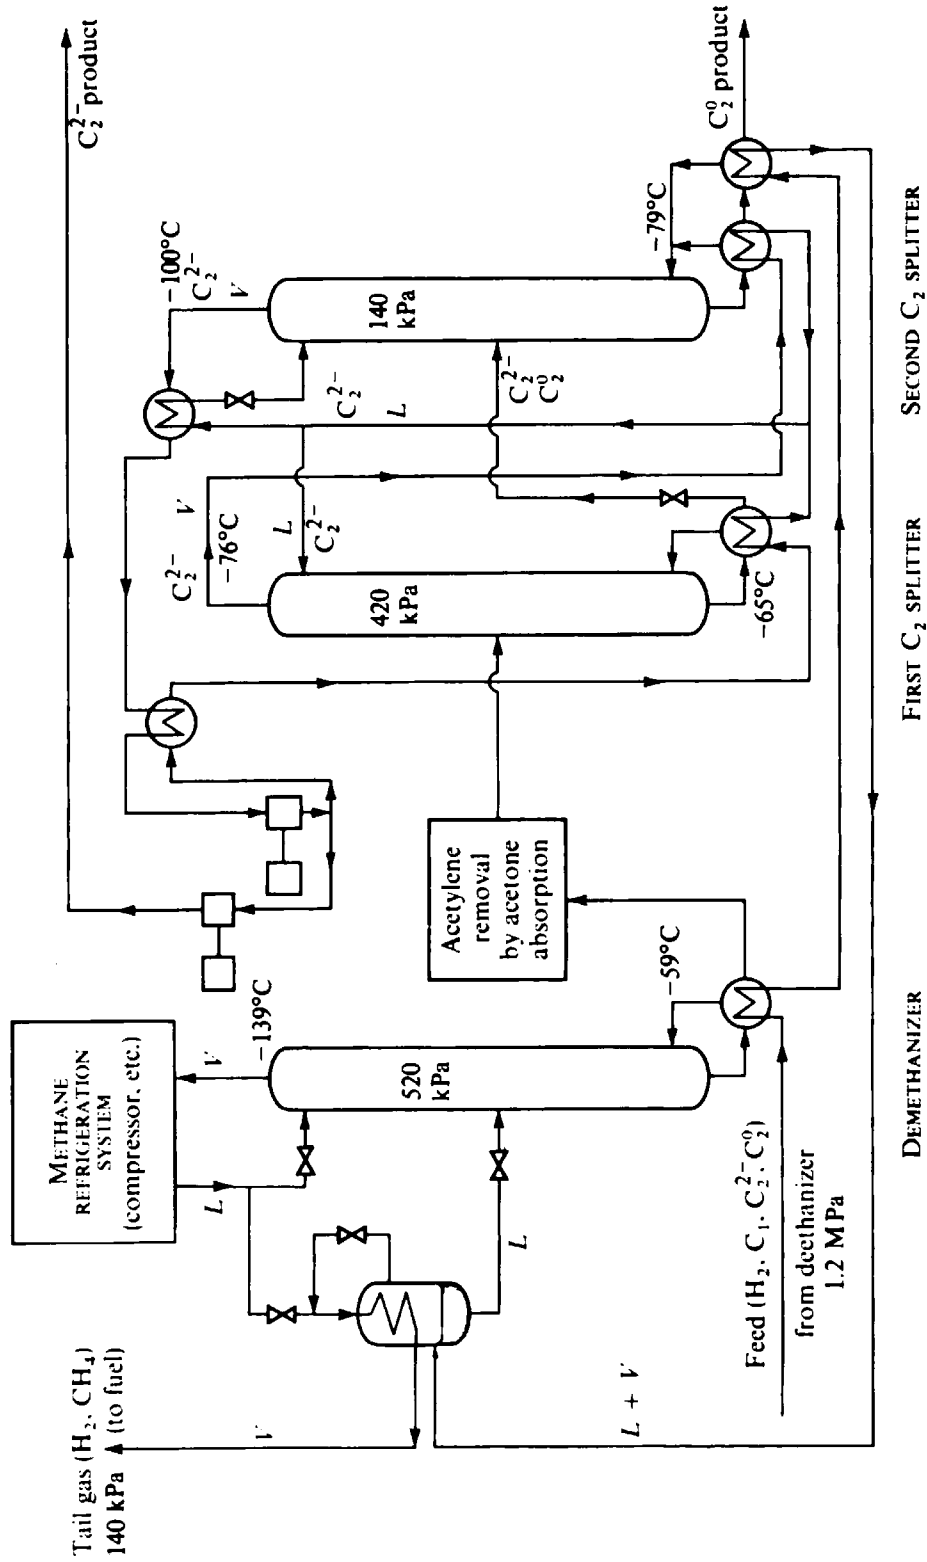 Tail gas (H₂, CH₄)
140 kPa (to fuel)
V
METHANE
REFRIGERATION
SYSTEM
(compressor, etc.)
L
V
−139°C
520
kPa
−59°C
L
L + V
Feed (H₂, C₁, C₂²⁻, C₂⁰)
from deethanizer
1.2 MPa
DEMETHANIZER
Acetylene
removal
by acetone
absorption
C₂²⁻
V
−76°C
420
kPa
L
C₂²⁻
−65°C
FIRST C₂ SPLITTER
−100°C
C₂²⁻
V
C₂²⁻
L
140
kPa
C₂²⁻
C₂⁰
−79°C
SECOND C₂ SPLITTER
C₂²⁻ product
C₂⁰ product